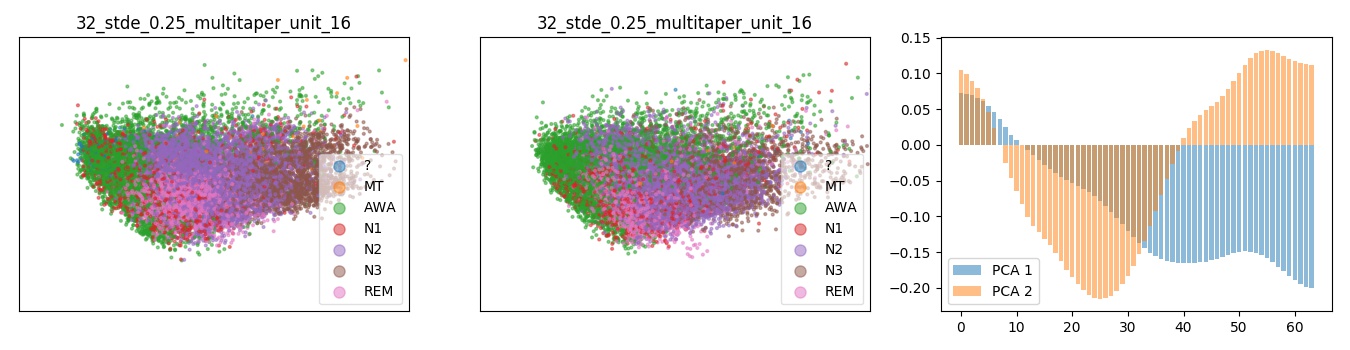 32_stde_0.25_multitaper_unit_16
?
MT
AWA
N1
N2
N3
REM
32_stde_0.25_multitaper_unit_16
?
MT
AWA
N1
N2
N3
REM
0.15
0.10
0.05
0.00
−0.05
−0.10
−0.15
−0.20
PCA 1
PCA 2
0 10 20 30 40 50 60